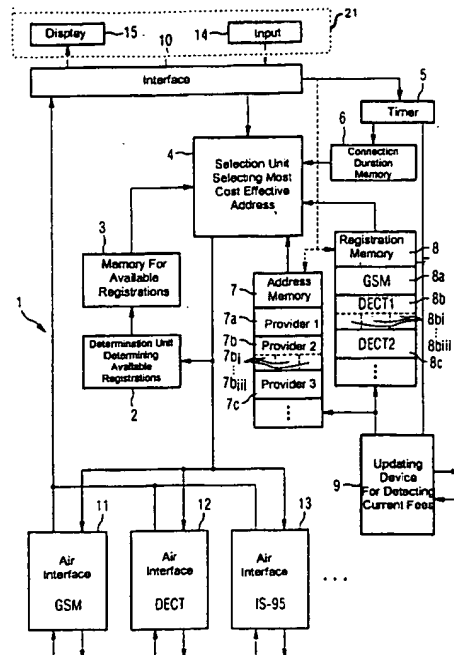 21
Display
15
14
Input
10
Interface
5
Timer
4
6
Selection Unit
Selecting Most
Cost Effective
Address
Connection
Duration
Memory
3
Memory For
Available
Registrations
Registration
Memory
8
GSM
8a
DECT1
8b
8bi
8biii
DECT2
8c
7
Address
Memory
7a
Provider 1
7b
Provider 2
7bi
7biii
Provider 3
7c
1
Determination Unit
Determining
Available
Registrations
2
9
Updating
Device
For Detecting
Current Fees
11
12
13
Air
Interface
GSM
Air
Interface
DECT
Air
Interface
IS-95